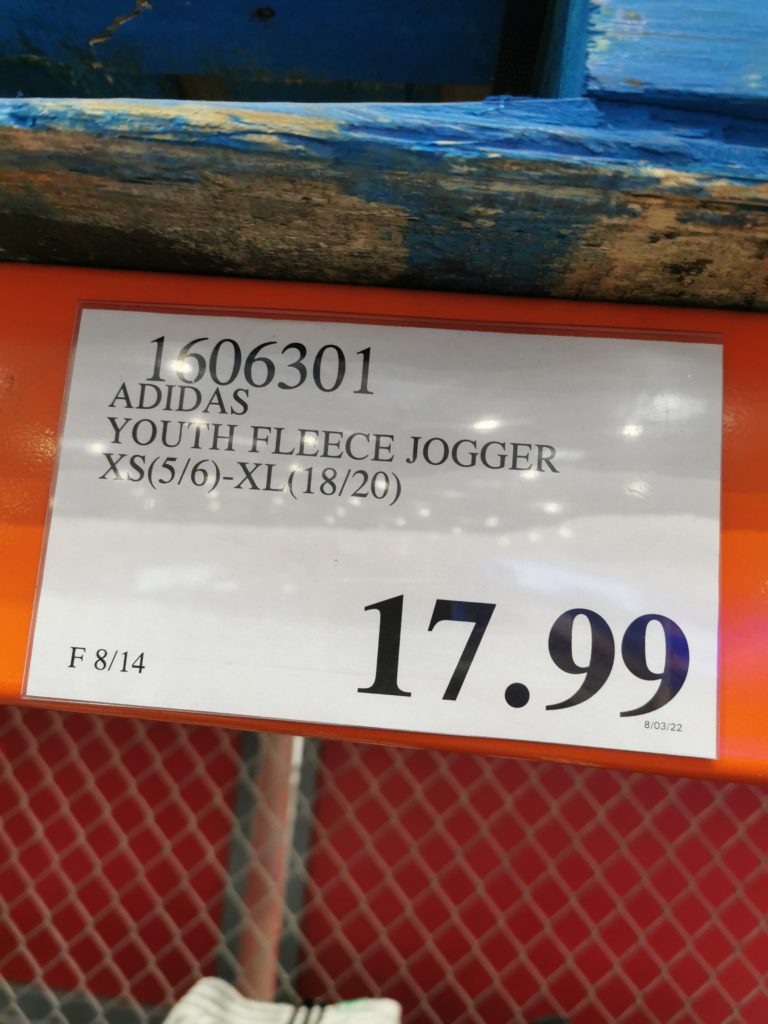 1606301
ADIDAS
YOUTH FLEECE JOGGER
XS(5/6)-XL(18/20)
17.99
F 8/14
8/03/22